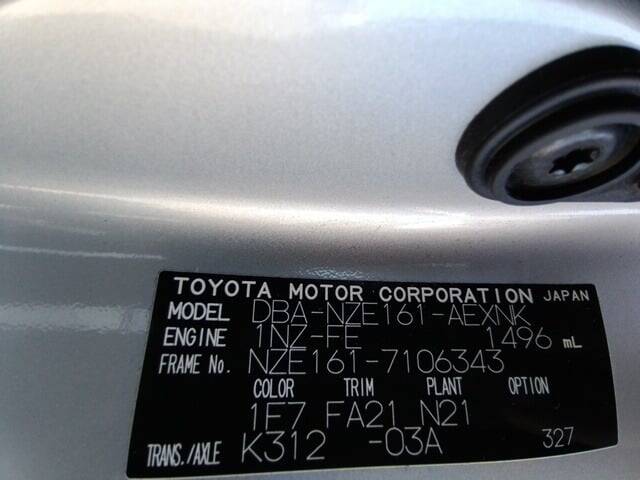 TOYOTA MOTOR CORPORATION JAPAN
MODEL DBA-NZE161-AEXNK
ENGINE 1NZ-FE 1496 mL
FRAME No. NZE161-7106343
COLOR TRIM PLANT OPTION
1F7 FA21 N21
TRANS./AXLE K312 -03A 327